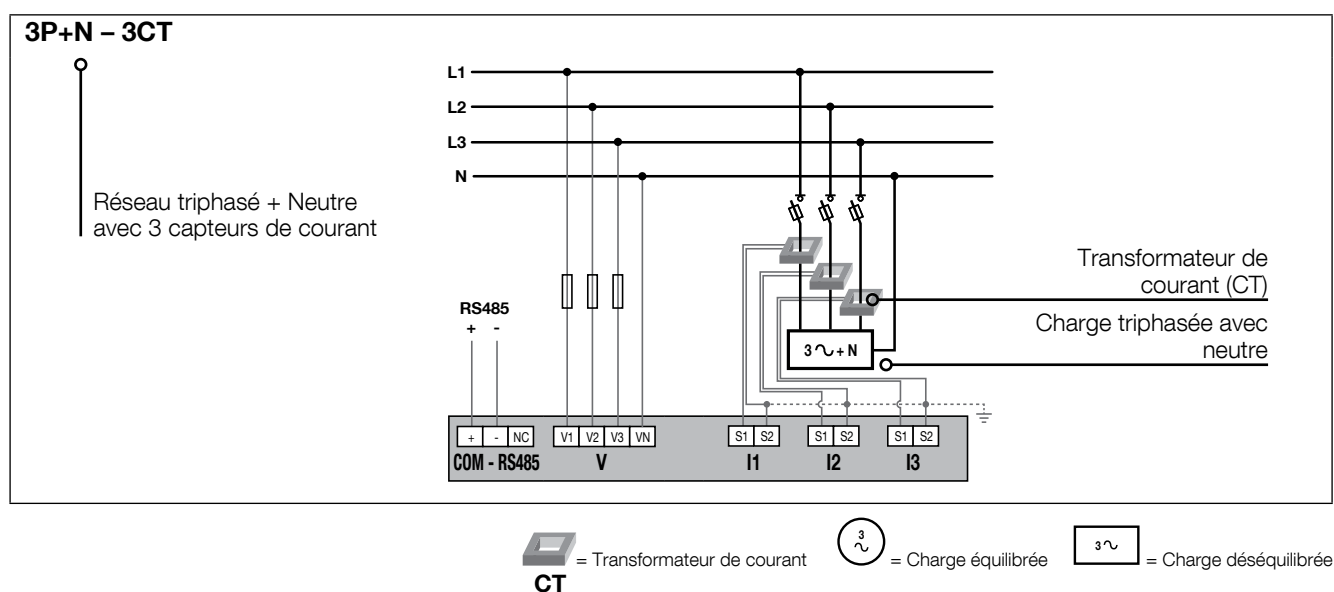 3P+N – 3CT
Réseau triphasé + Neutre
avec 3 capteurs de courant
L1
L2
L3
N
RS485
+ -
Transformateur de
courant (CT)
Charge triphasée avec
neutre
3 ∿ + N
+ - NC V1 V2 V3 VN S1 S2 S1 S2 S1 S2
COM - RS485 V I1 I2 I3
CT = Transformateur de courant
3 ∿ = Charge équilibrée
3 ∿ = Charge déséquilibrée